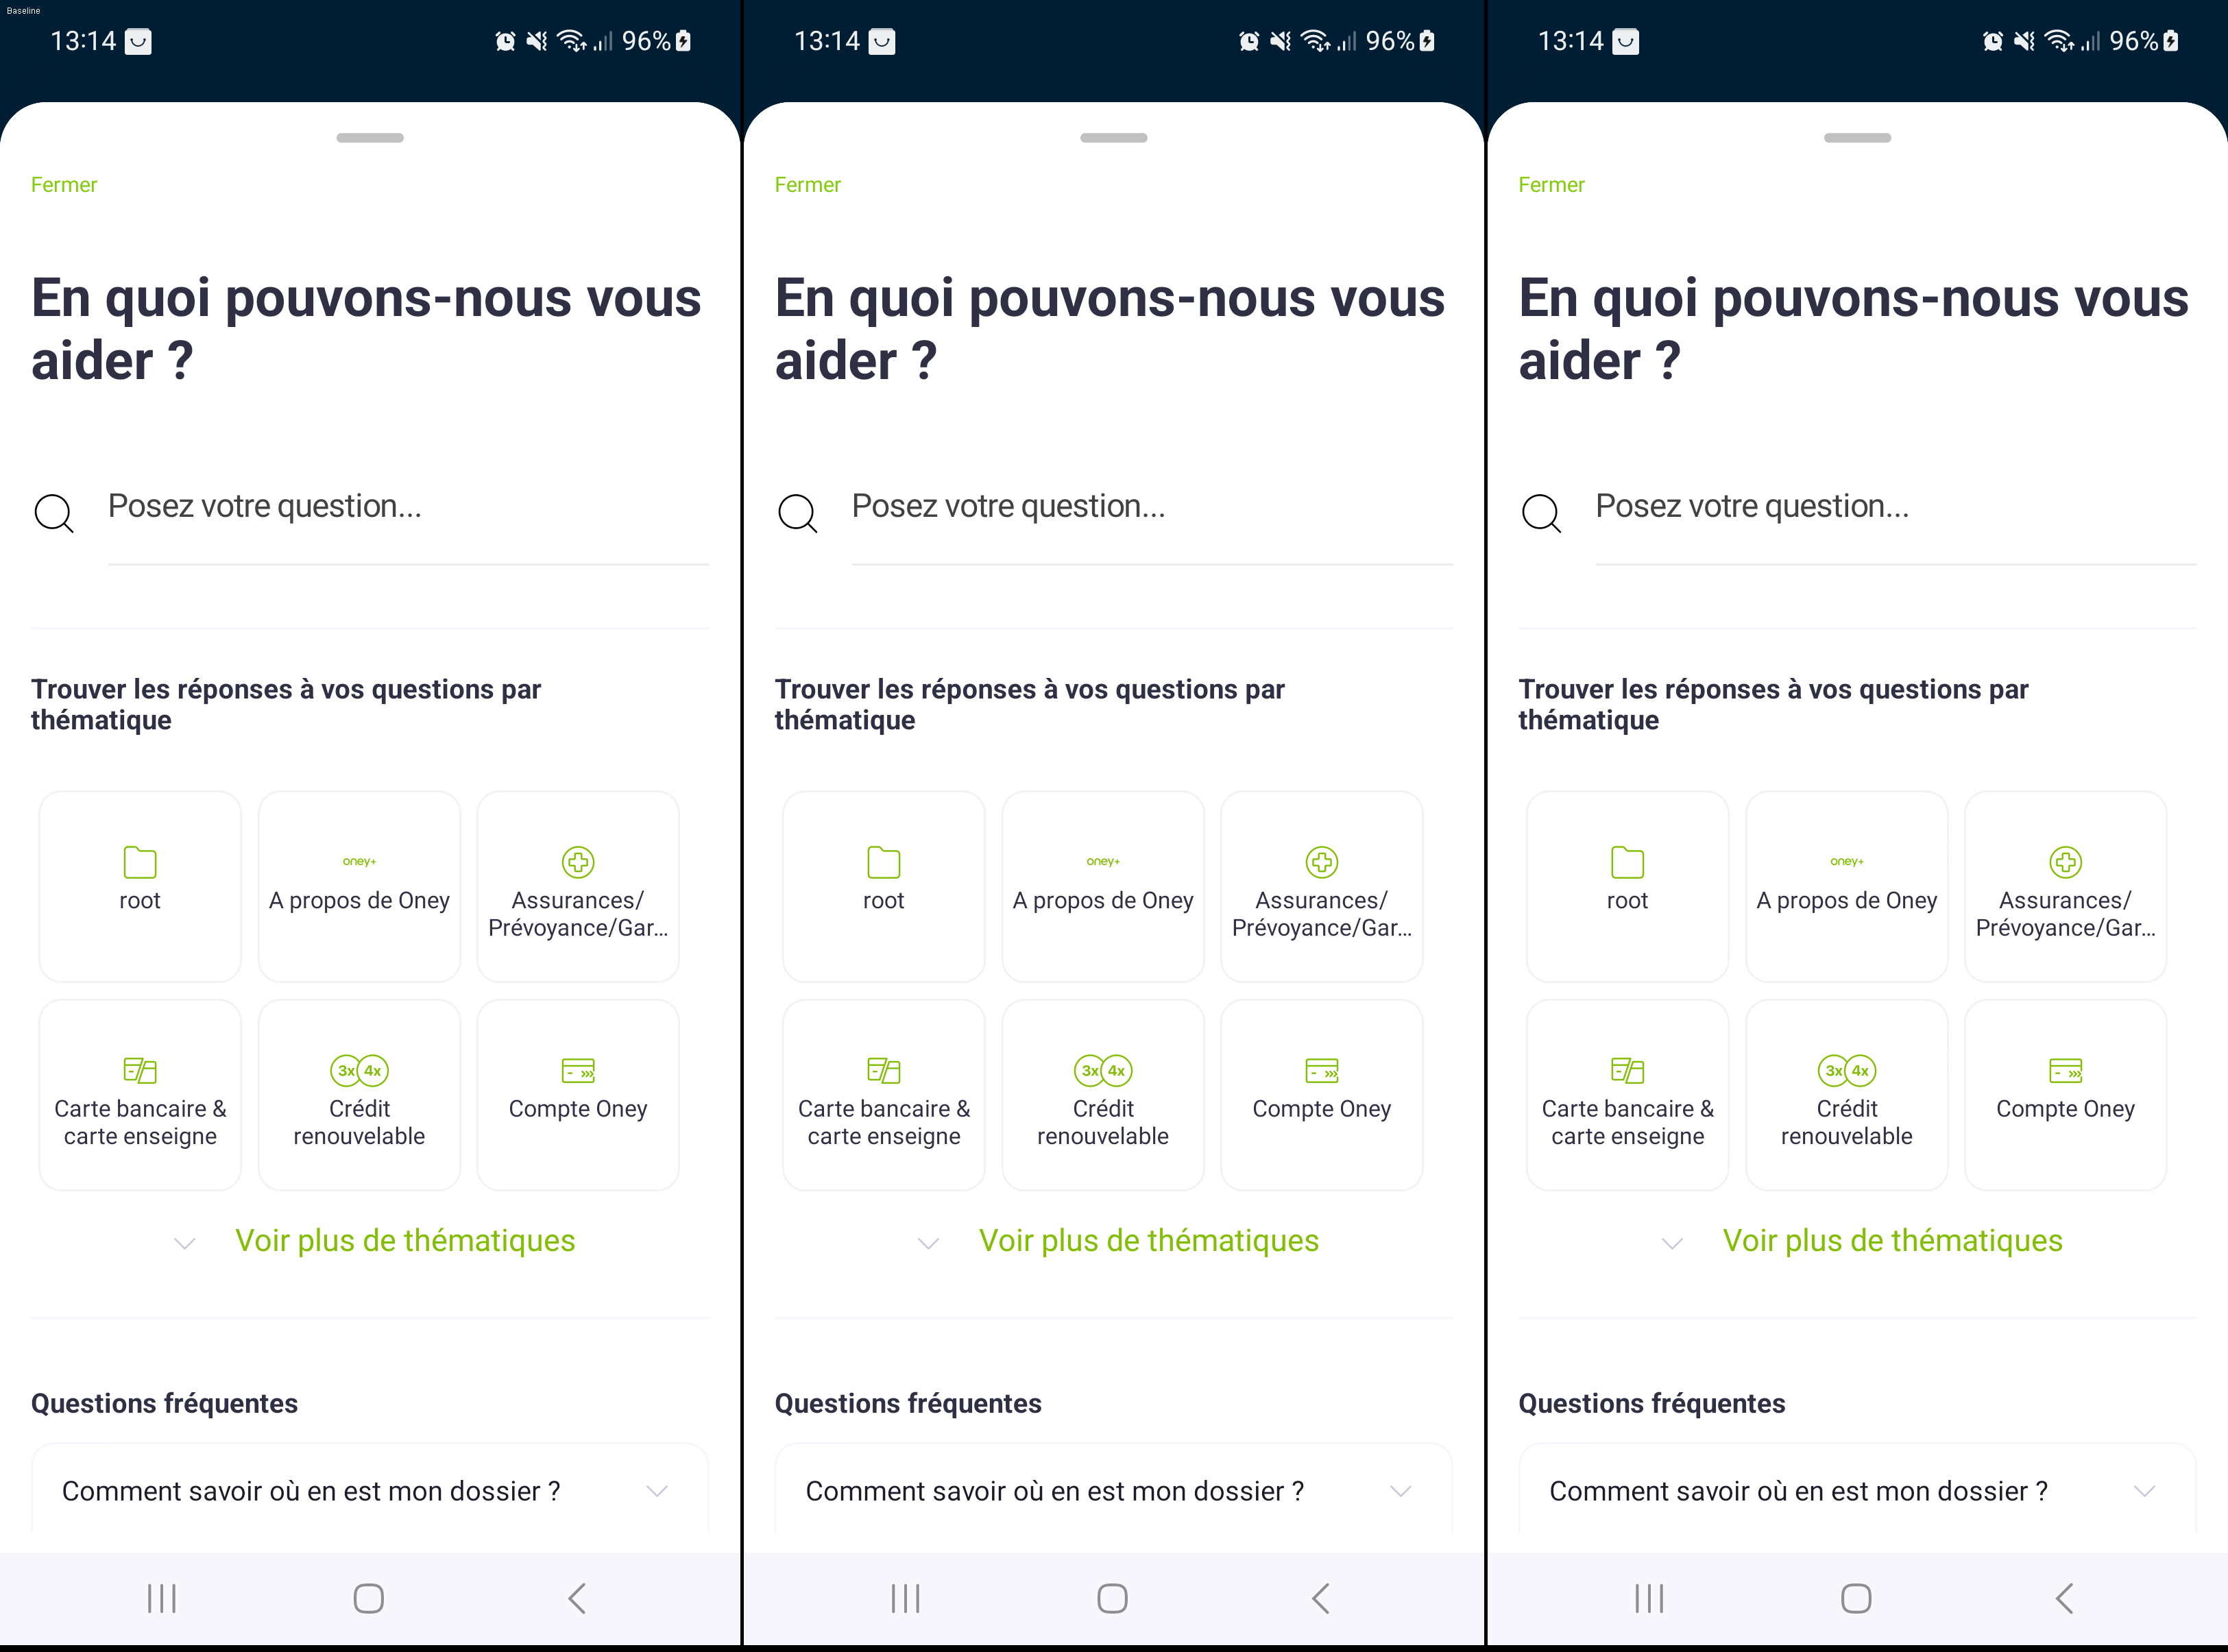 Baseline
13:14
96%
Fermer
En quoi pouvons-nous vous
aider ?
Posez votre question...
Trouver les réponses à vos questions par
thématique
root
oney+
A propos de Oney
Assurances/
Prévoyance/Gar...
Carte bancaire &
carte enseigne
3x 4x
Crédit
renouvelable
Compte Oney
Voir plus de thématiques
Questions fréquentes
Comment savoir où en est mon dossier ?
13:14
96%
Fermer
En quoi pouvons-nous vous
aider ?
Posez votre question...
Trouver les réponses à vos questions par
thématique
root
oney+
A propos de Oney
Assurances/
Prévoyance/Gar...
Carte bancaire &
carte enseigne
3x 4x
Crédit
renouvelable
Compte Oney
Voir plus de thématiques
Questions fréquentes
Comment savoir où en est mon dossier ?
13:14
96%
Fermer
En quoi pouvons-nous vous
aider ?
Posez votre question...
Trouver les réponses à vos questions par
thématique
root
oney+
A propos de Oney
Assurances/
Prévoyance/Gar...
Carte bancaire &
carte enseigne
3x 4x
Crédit
renouvelable
Compte Oney
Voir plus de thématiques
Questions fréquentes
Comment savoir où en est mon dossier ?